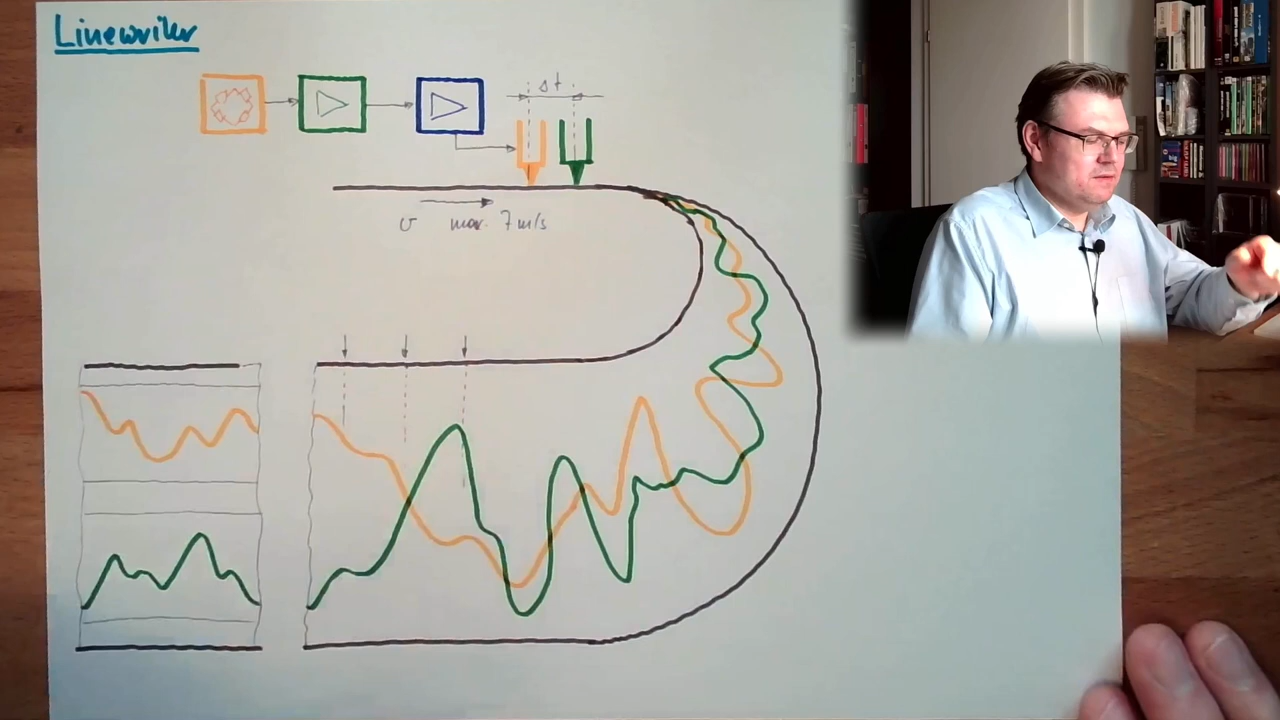 Linewriter
Δt
v max. 7 m/s